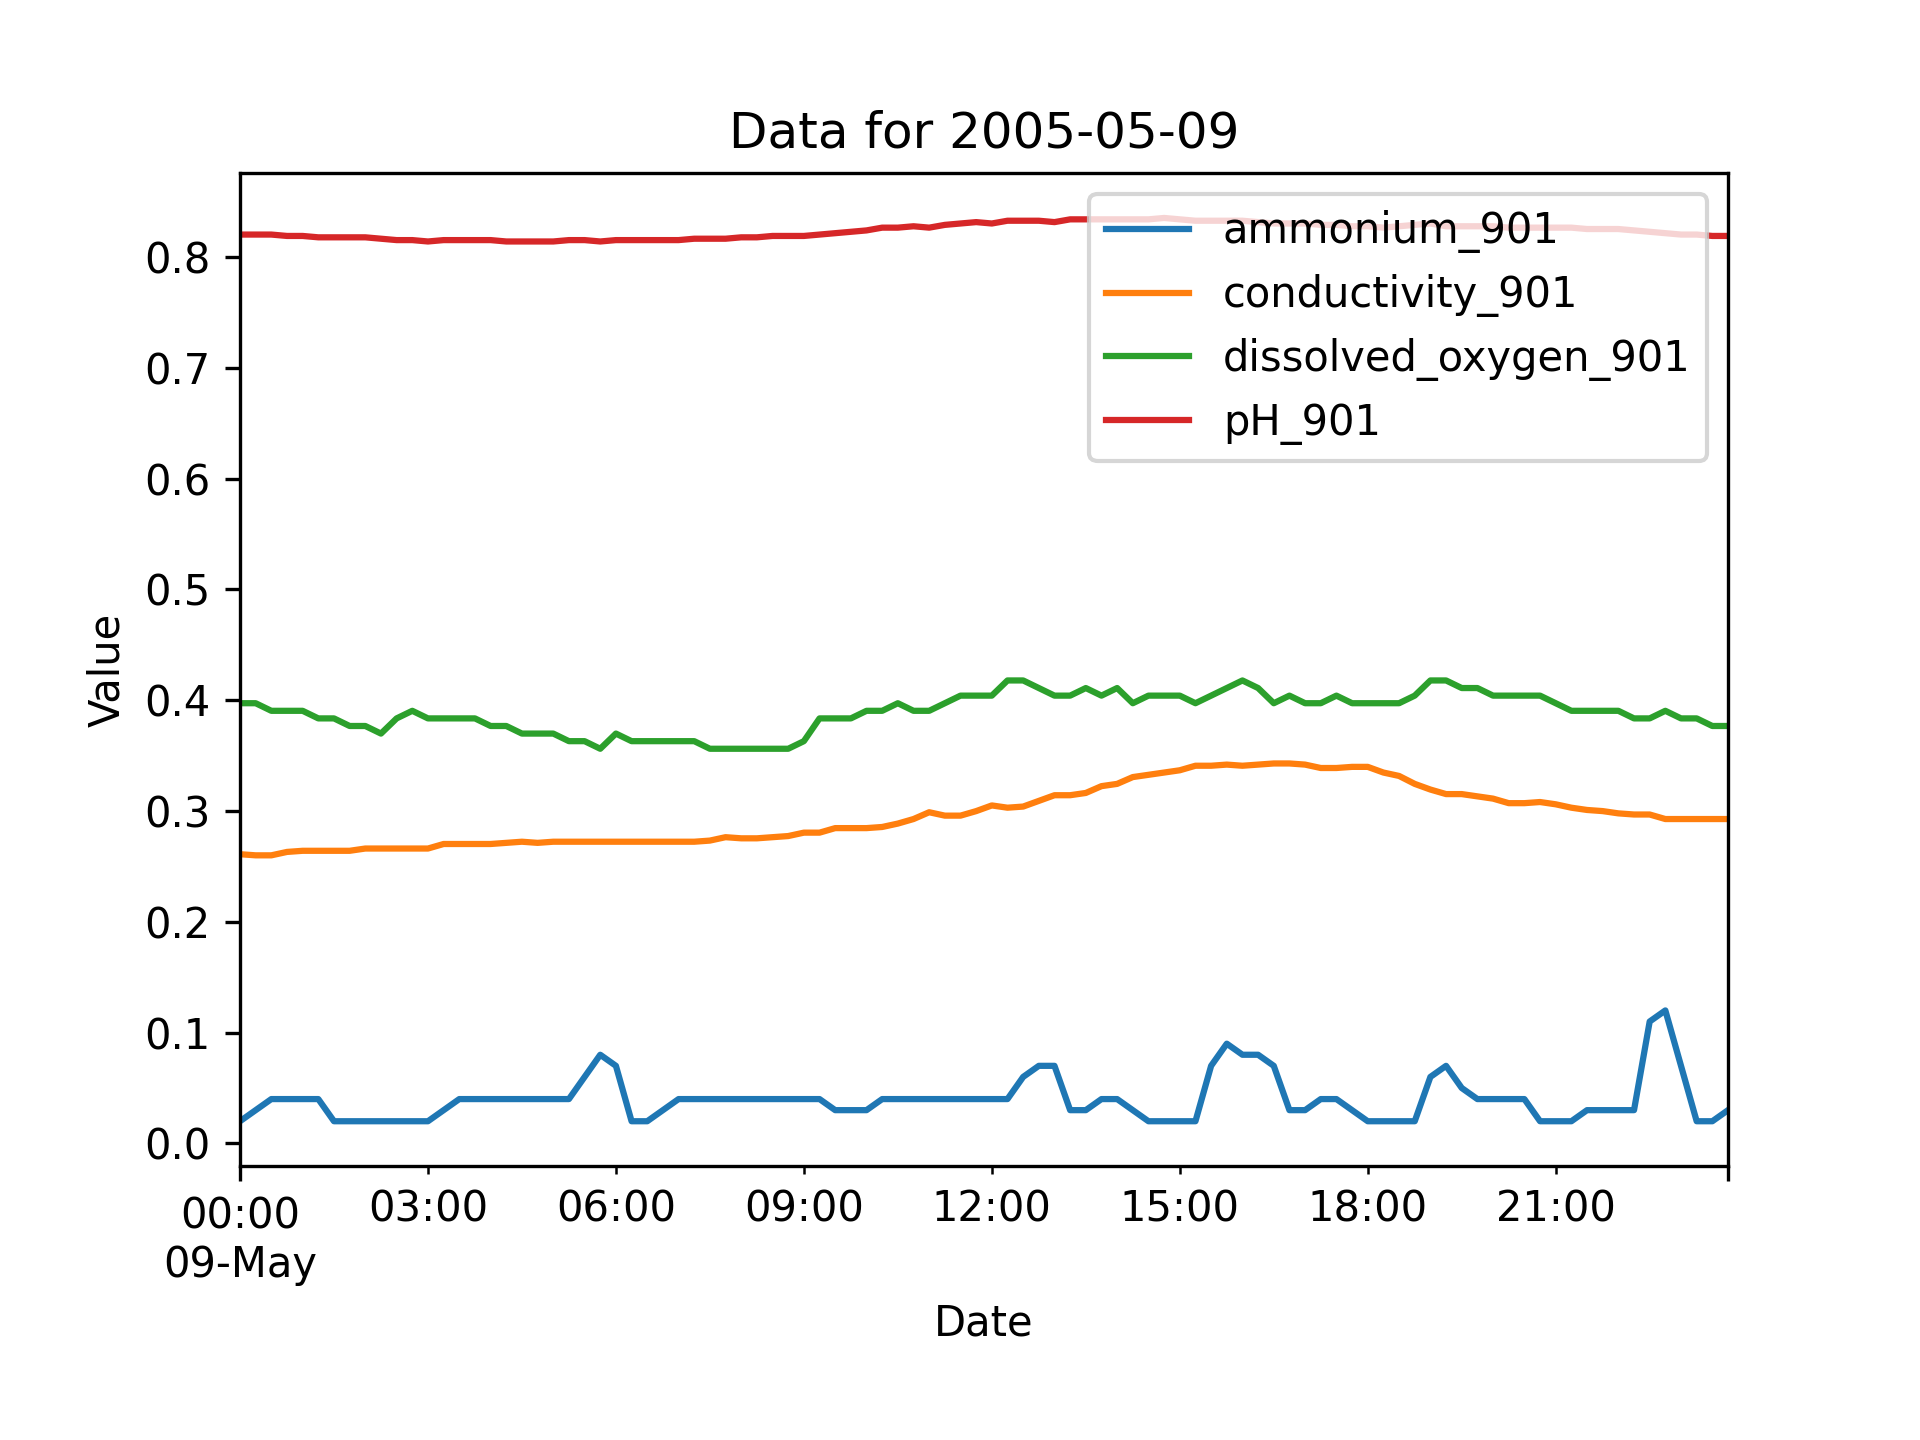 Data for 2005-05-09
ammonium_901
conductivity_901
dissolved_oxygen_901
pH_901
Value
0.8
0.7
0.6
0.5
0.4
0.3
0.2
0.1
0.0
00:00 03:00 06:00 09:00 12:00 15:00 18:00 21:00
09-May
Date